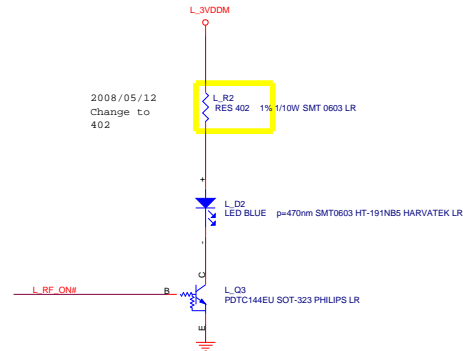 L_3VDDM
2008/05/12
Change to
402
L_R2
RES 402 1% 1/10W SMT 0603 LR
+
L_D2
LED BLUE p=470nm SMT0603 HT-191NB5 HARVATEK LR
-
C
L_RF_ON#
B
L_Q3
PDTC144EU SOT-323 PHILIPS LR
E